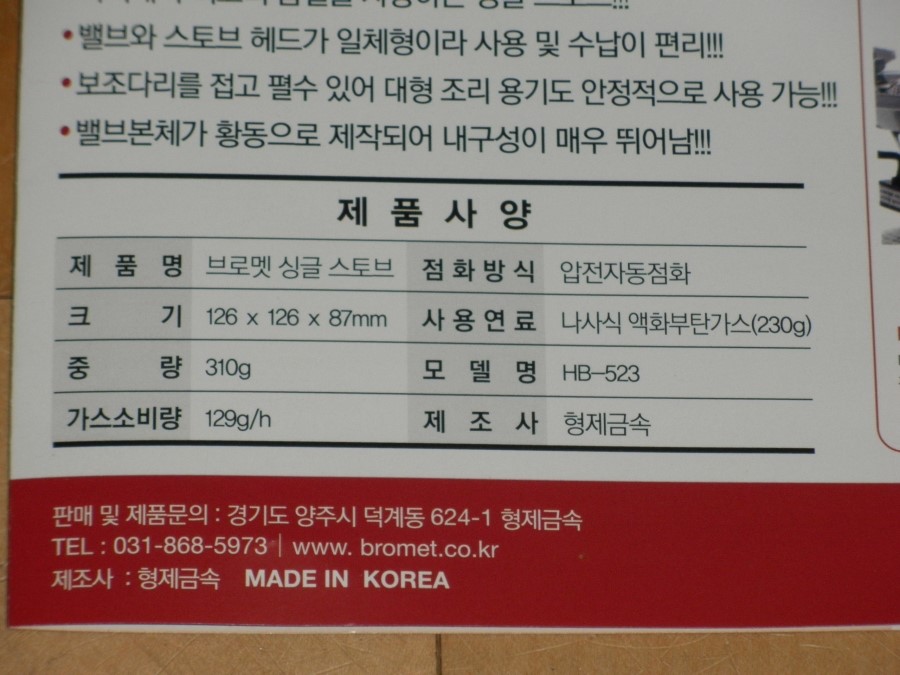 •밸브와 스토브 헤드가 일체형이라 사용 및 수납이 편리!!!
•보조다리를 접고 펼수 있어 대형 조리 용기도 안정적으로 사용 가능!!!
•밸브본체가 황동으로 제작되어 내구성이 매우 뛰어남!!!
제 품 사 양
제 품 명 브로멧 싱글 스토브 점화방식 압전자동점화
크 기 126 x 126 x 87mm 사용연료 나사식 액화부탄가스(230g)
중 량 310g 모 델 명 HB-523
가스소비량 129g/h 제 조 사 형제금속
판매 및 제품문의 : 경기도 양주시 덕계동 624-1 형제금속
TEL : 031-868-5973 | www. bromet.co.kr
제조사 : 형제금속 MADE IN KOREA